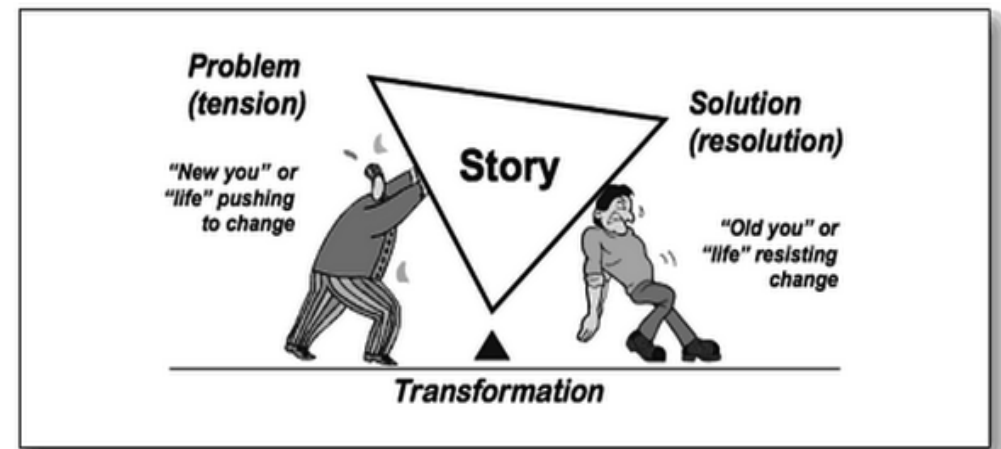 Problem
(tension)
“New you” or
“life” pushing
to change
Story
Solution
(resolution)
“Old you” or
“life” resisting
change
Transformation